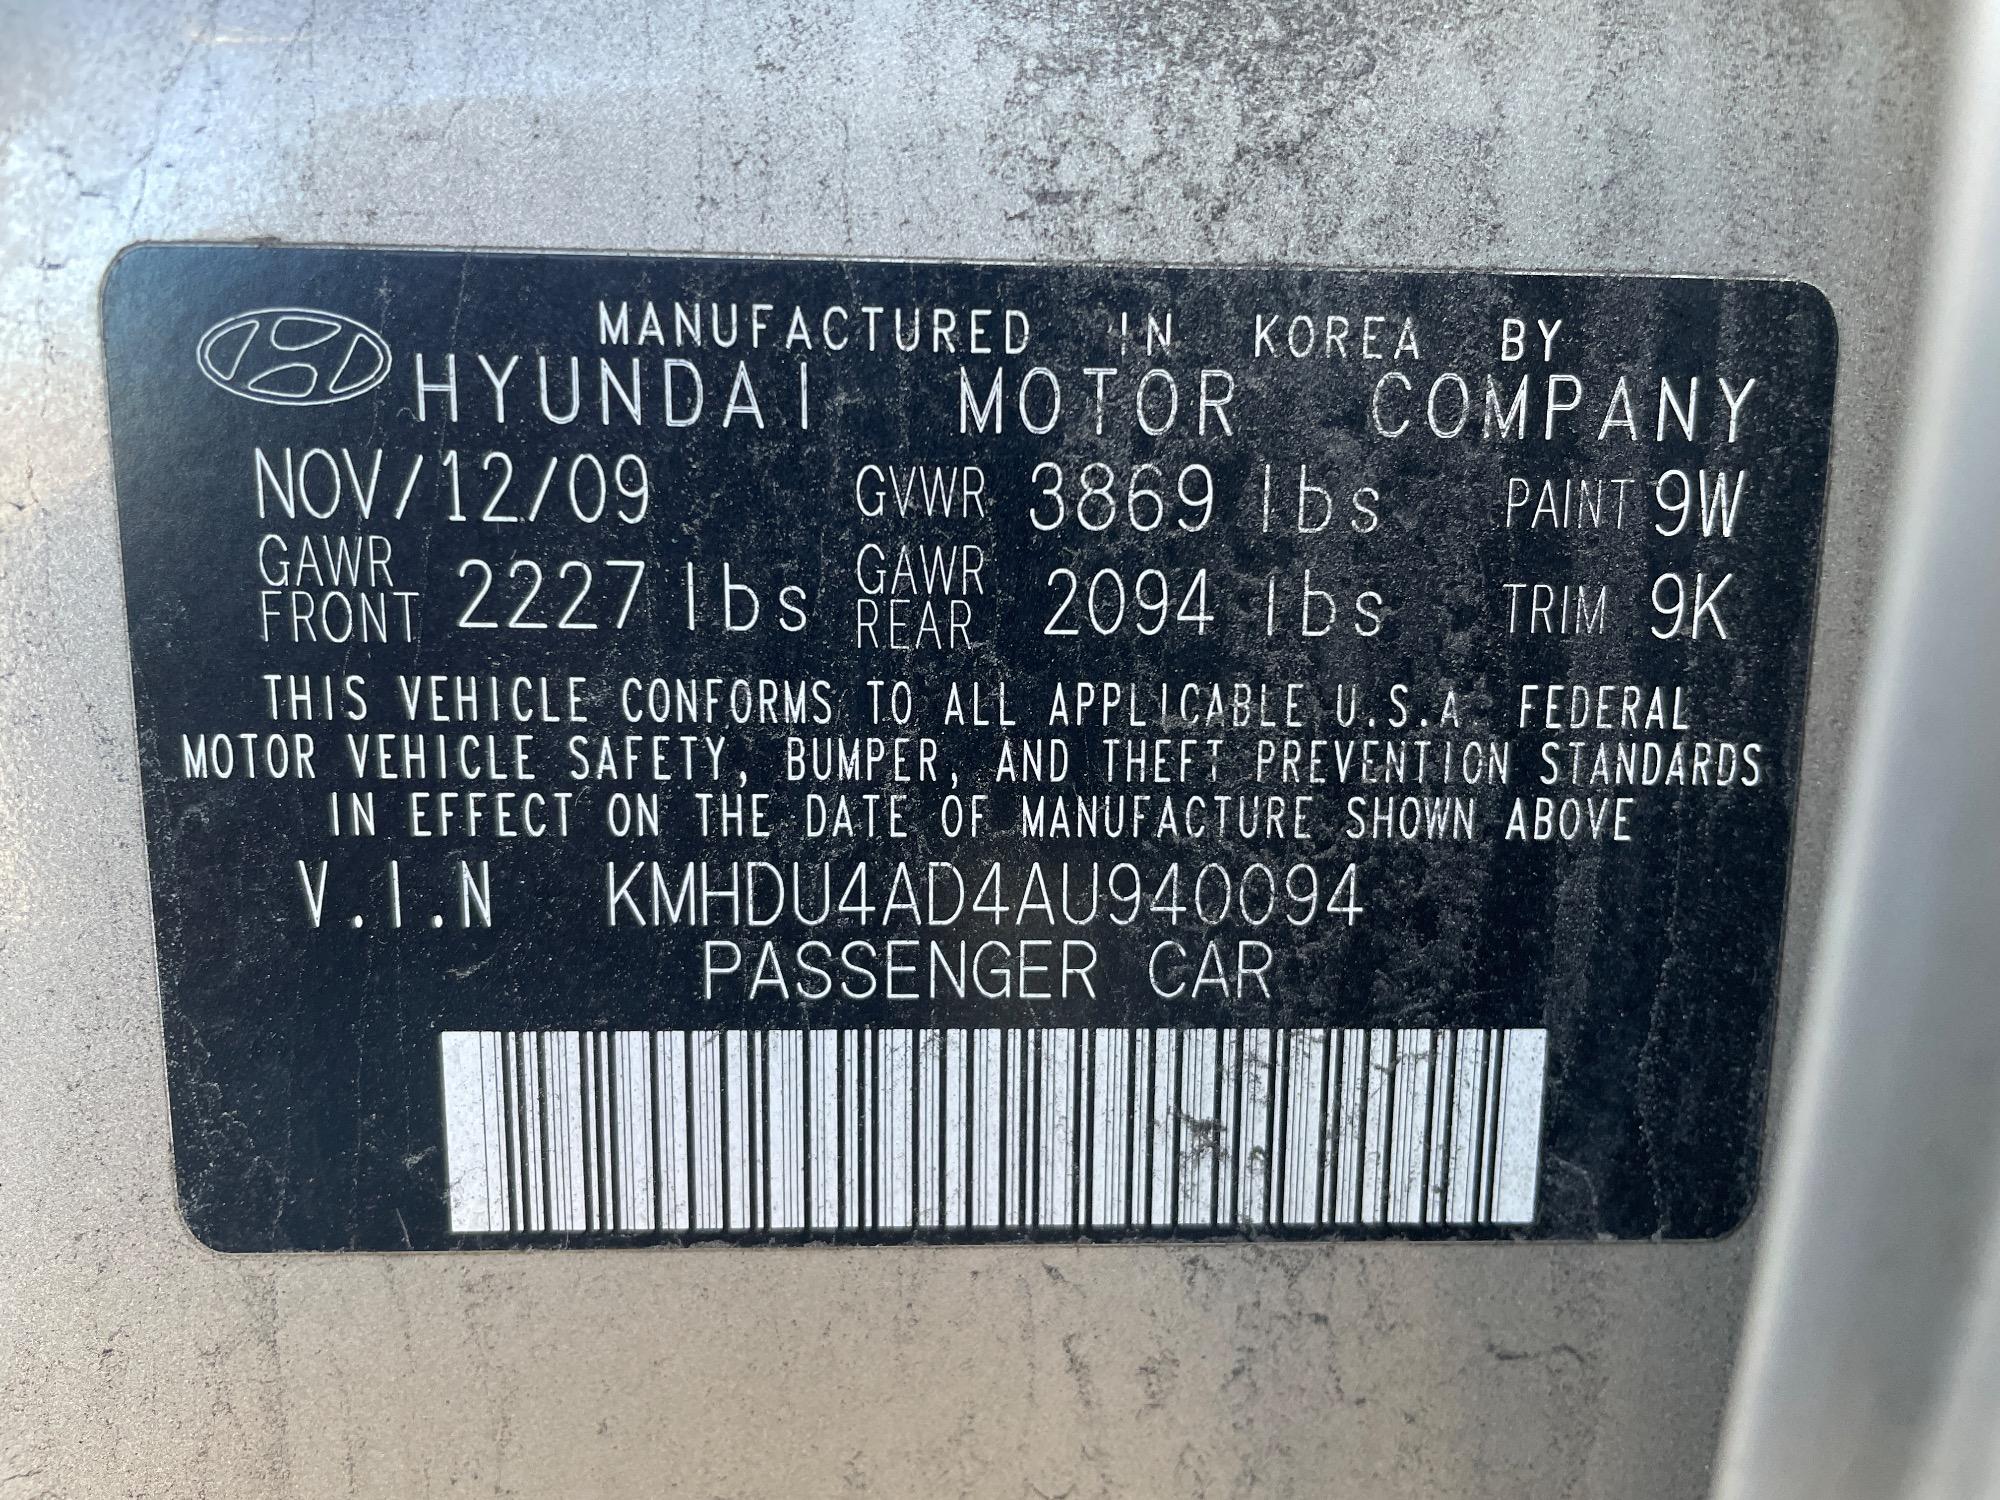 MANUFACTURED IN KOREA BY
HYUNDAI MOTOR COMPANY
NOV/12/09 GVWR 3869 lbs PAINT 9W
GAWR FRONT 2227 lbs GAWR REAR 2094 lbs TRIM 9K
THIS VEHICLE CONFORMS TO ALL APPLICABLE U.S.A. FEDERAL
MOTOR VEHICLE SAFETY, BUMPER, AND THEFT PREVENTION STANDARDS
IN EFFECT ON THE DATE OF MANUFACTURE SHOWN ABOVE
V.I.N KMHDU4AD4AU940094
PASSENGER CAR